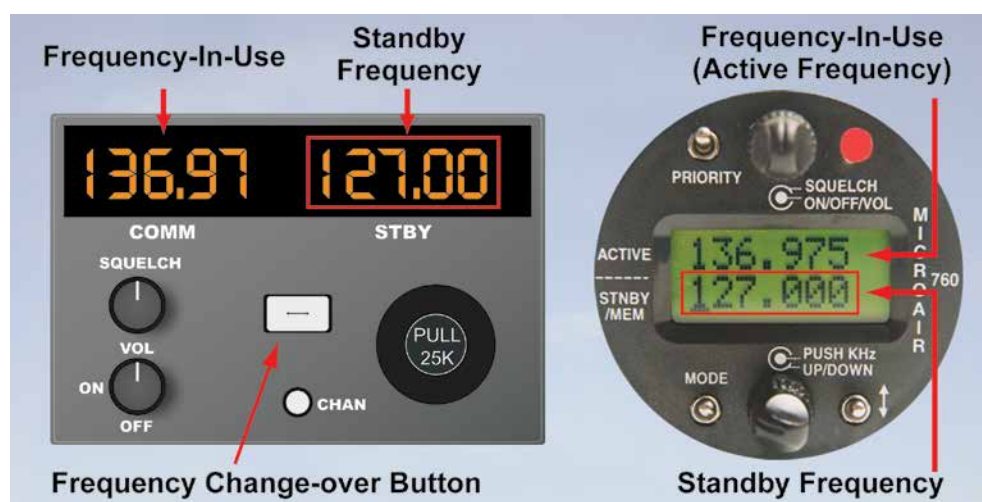 Frequency-In-Use
Standby
Frequency
136.97
127.00
COMM
STBY
SQUELCH
VOL
ON
OFF
PULL
25K
CHAN
Frequency Change-over Button
Frequency-In-Use
(Active Frequency)
PRIORITY
SQUELCH
ON/OFF/VOL
ACTIVE
136.975
STNBY
/MEM
127.000
MICROAIR
760
PUSH KHz
UP/DOWN
MODE
Standby Frequency